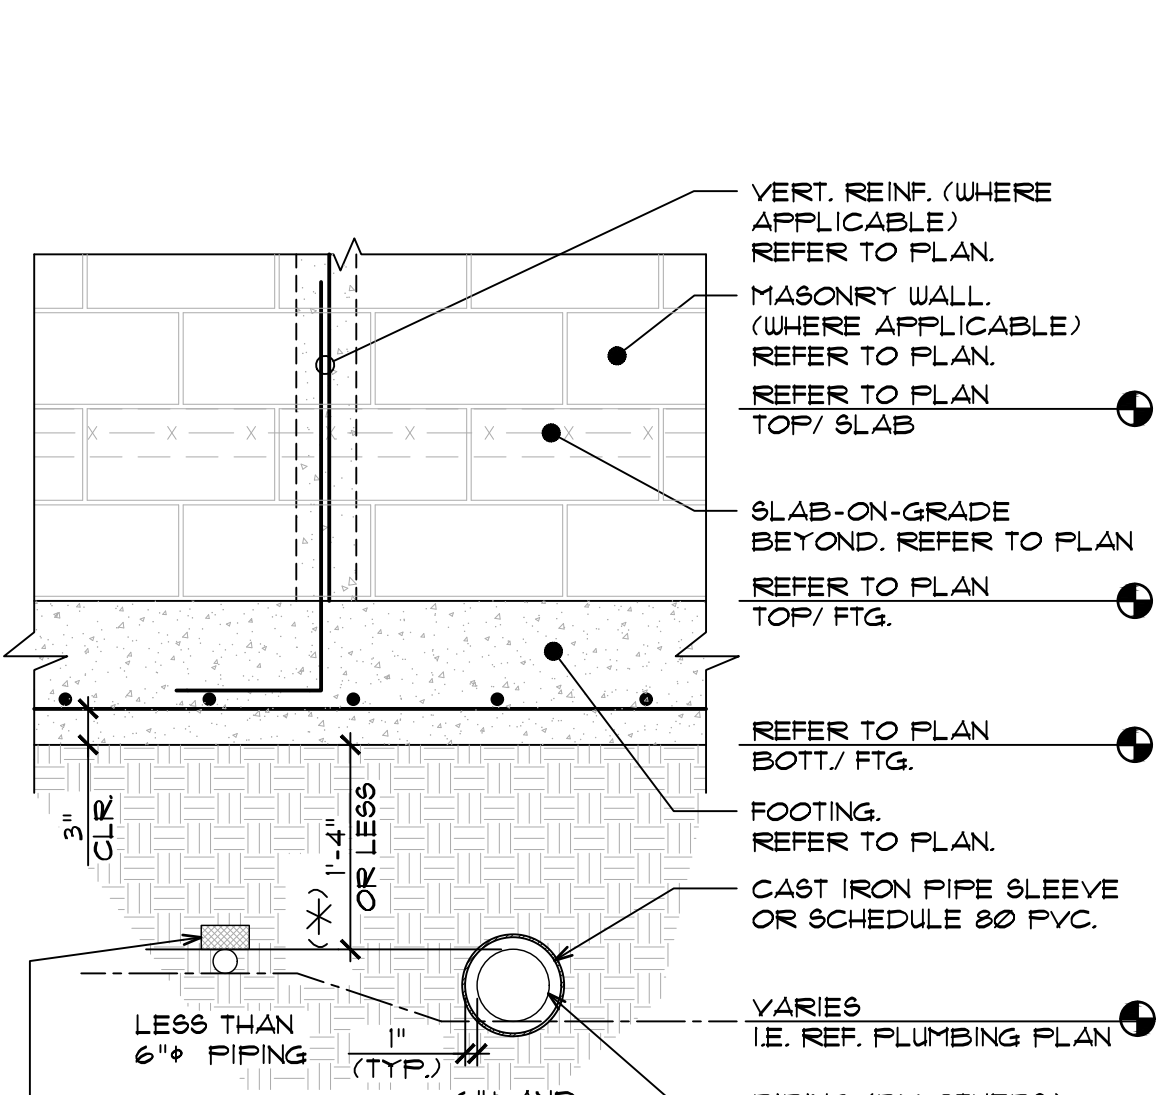 VERT. REINF. (WHERE
APPLICABLE)
REFER TO PLAN.
MASONRY WALL.
(WHERE APPLICABLE)
REFER TO PLAN.
REFER TO PLAN
TOP/ SLAB
SLAB-ON-GRADE
BEYOND. REFER TO PLAN
REFER TO PLAN
TOP/ FTG.
REFER TO PLAN
BOTT./ FTG.
3"
CLR.
1'-4"
OR LESS
(*)
FOOTING.
REFER TO PLAN.
CAST IRON PIPE SLEEVE
OR SCHEDULE 80 PVC.
VARIES
I.E. REF. PLUMBING PLAN
LESS THAN
6"ϕ PIPING
1"
(TYP.)